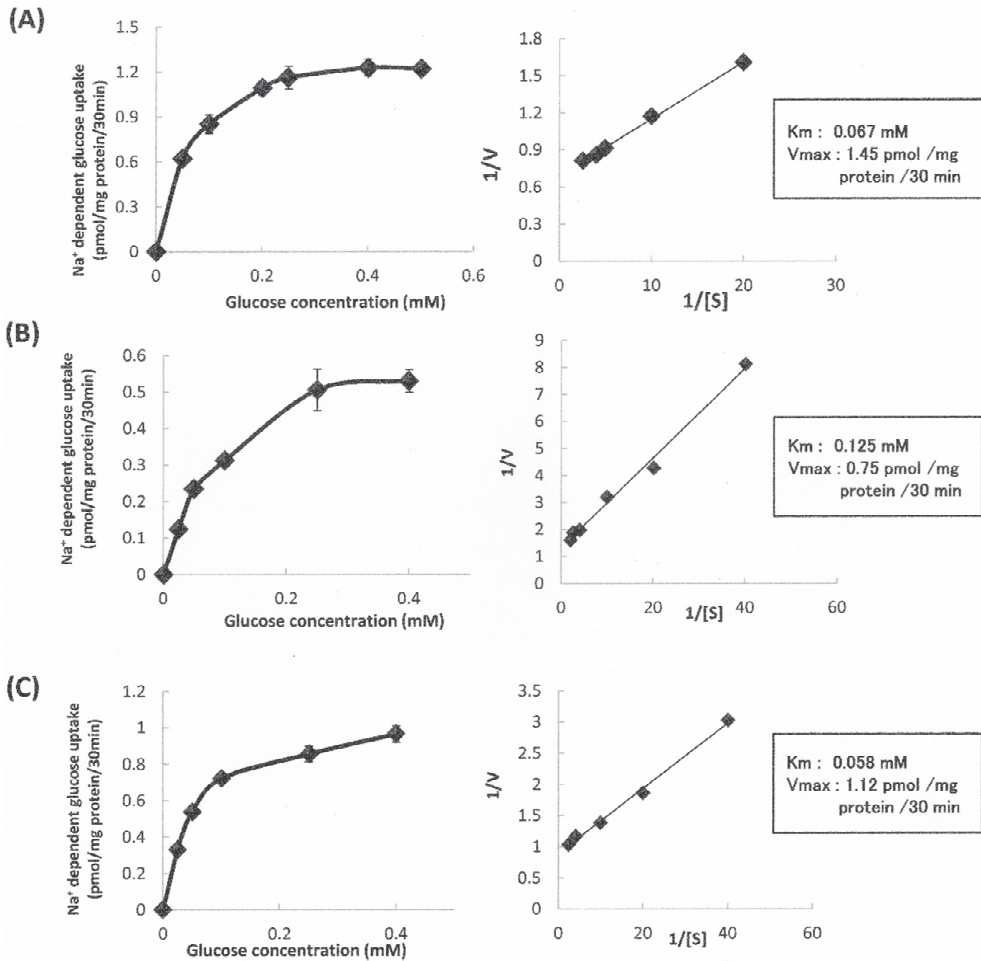 (A)
Na⁺ dependent glucose uptake
(pmol/mg protein/30min)
1.5
1.2
0.9
0.6
0.3
0
0
0.2
0.4
0.6
Glucose concentration (mM)
1/V
1.8
1.5
1.2
0.9
0.6
0.3
0
0
10
20
30
1/[S]
Km : 0.067 mM
Vmax : 1.45 pmol /mg
protein /30 min
(B)
Na⁺ dependent glucose uptake
(pmol/mg protein/30min)
0.6
0.5
0.4
0.3
0.2
0.1
0
0
0.2
0.4
Glucose concentration (mM)
1/V
9
8
7
6
5
4
3
2
1
0
0
20
40
60
1/[S]
Km : 0.125 mM
Vmax : 0.75 pmol /mg
protein /30 min
(C)
Na⁺ dependent glucose uptake
(pmol/mg protein/30min)
1.2
1
0.8
0.6
0.4
0.2
0
0
0.2
0.4
Glucose concentration (mM)
1/V
3.5
3
2.5
2
1.5
1
0.5
0
0
20
40
60
1/[S]
Km : 0.058 mM
Vmax : 1.12 pmol /mg
protein /30 min